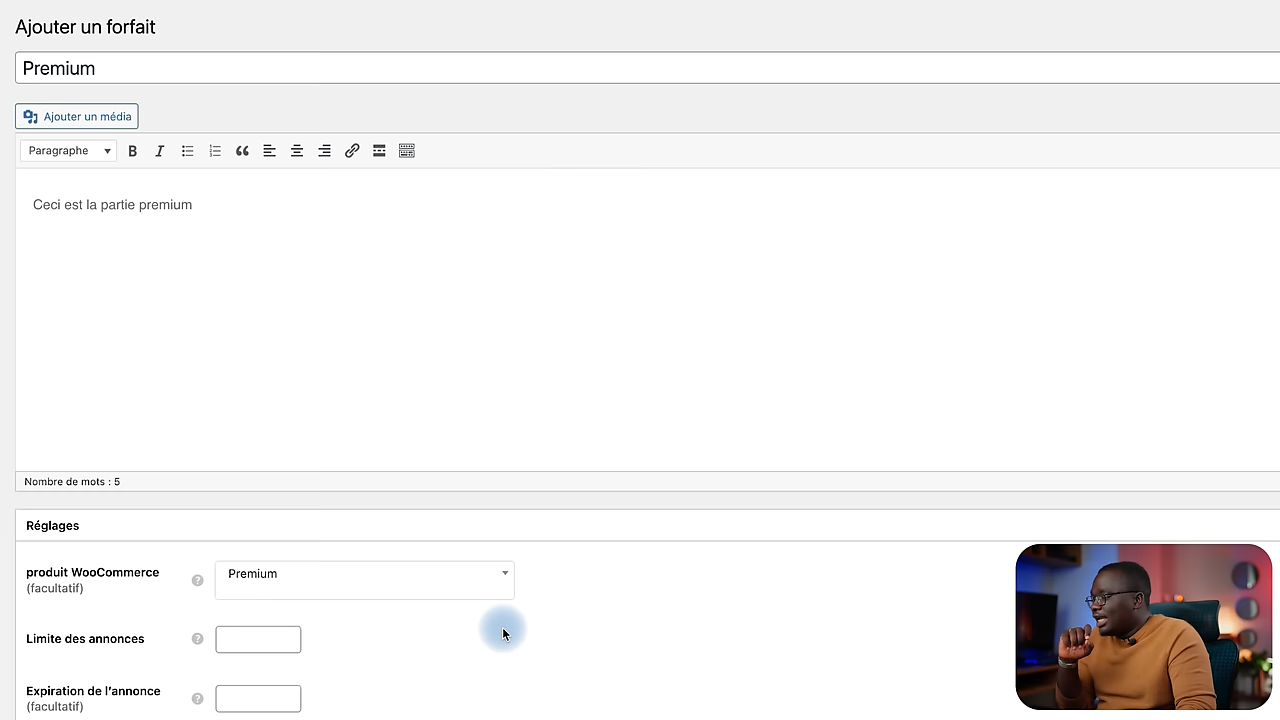 Ajouter un forfait
Premium
Ajouter un média
Paragraphe
Ceci est la partie premium
Nombre de mots : 5
Réglages
produit WooCommerce
(facultatif)
Premium
Limite des annonces
Expiration de l'annonce
(facultatif)